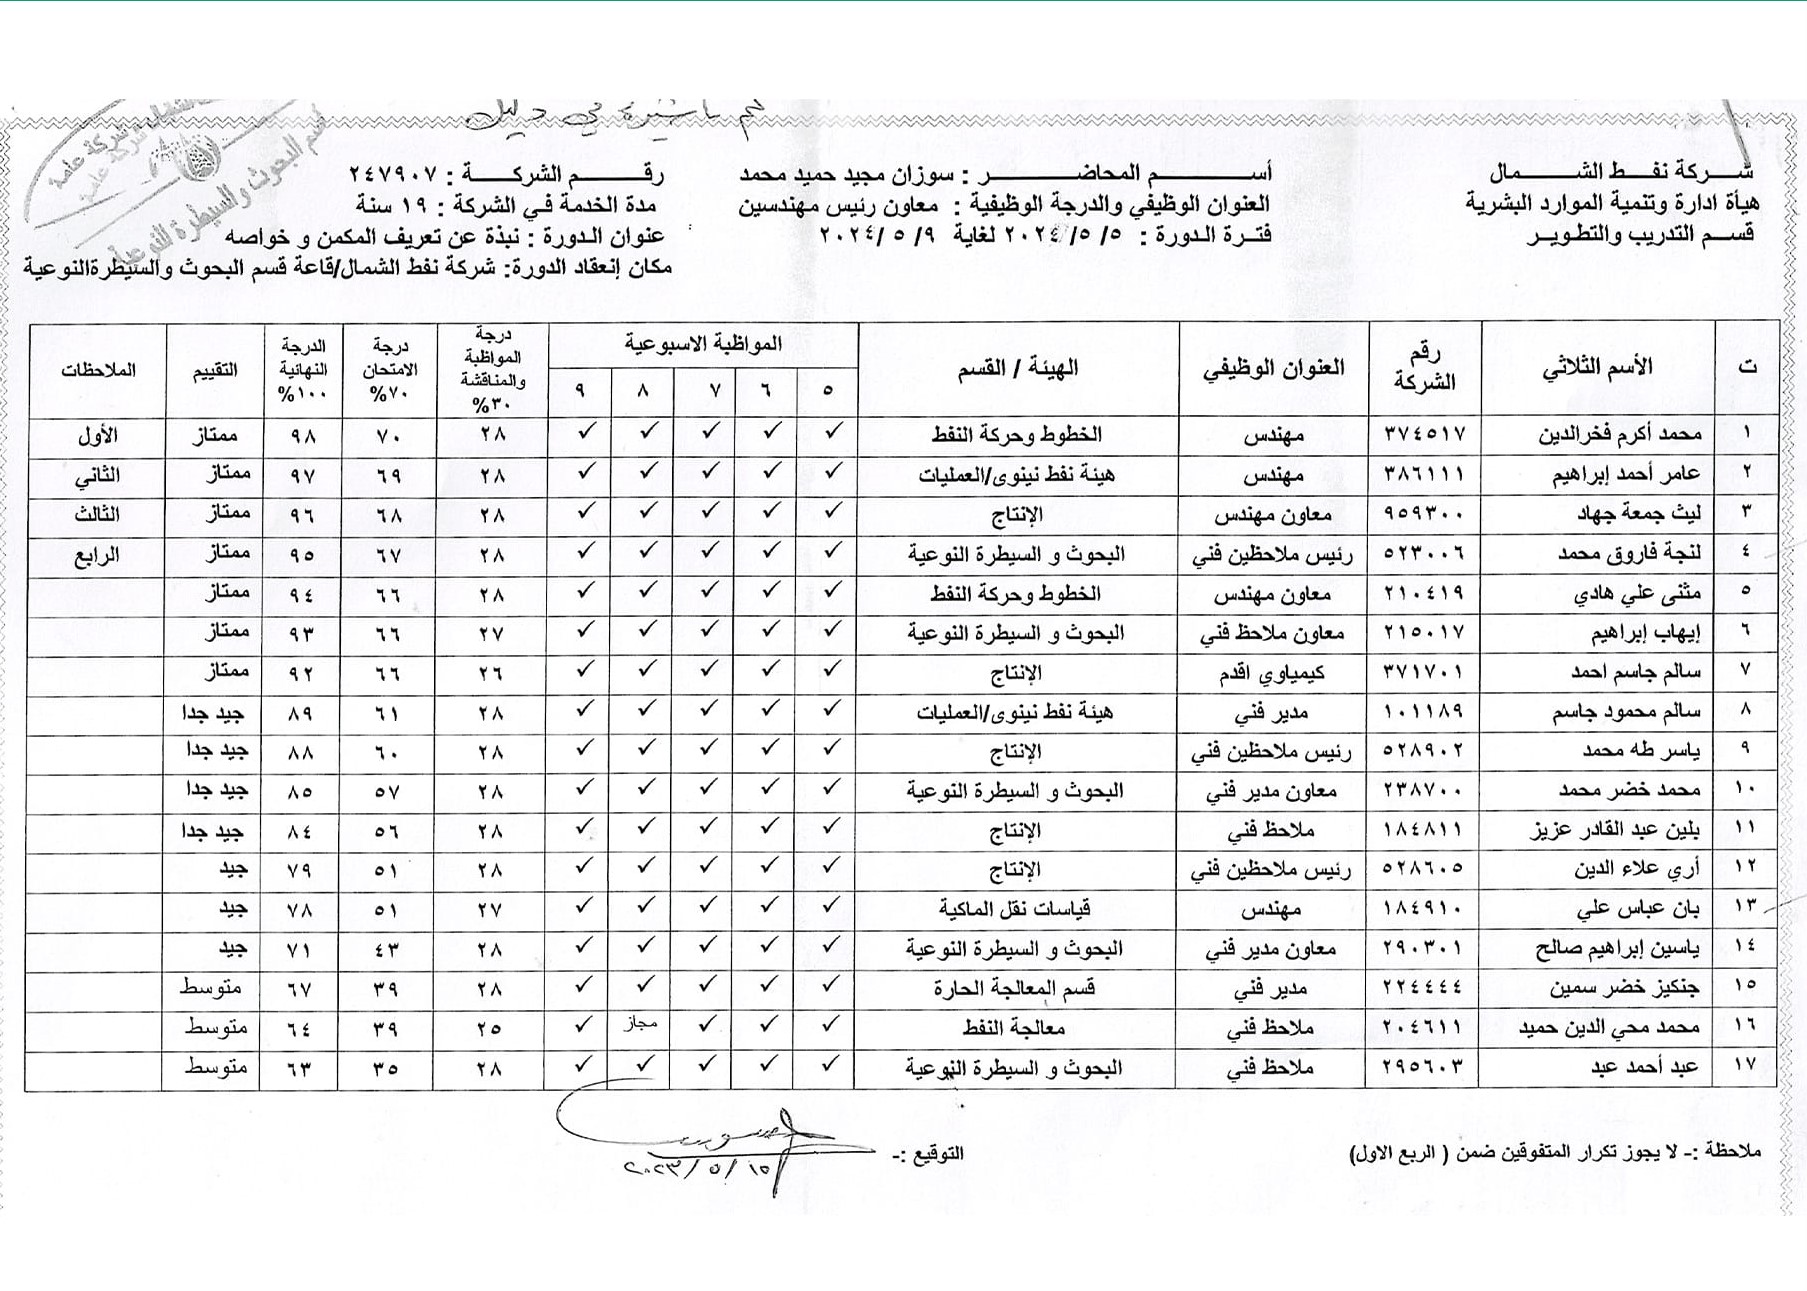 تم تأشيره في دليل
شركة نفط الشمال
هيأة ادارة وتنمية الموارد البشرية
قسم التدريب والتطوير
أسم المحاضر : سوزان مجيد حميد محمد
العنوان الوظيفي والدرجة الوظيفية : معاون رئيس مهندسين
فترة الدورة : ٥/ ٥/ ٢٠٢٤ لغاية ٩/ ٥/ ٢٠٢٤
رقم الشركة : ٢٤٧٩٠٧
مدة الخدمة في الشركة : ١٩ سنة
عنوان الدورة : نبذة عن تعريف المكمن و خواصه
مكان إنعقاد الدورة: شركة نفط الشمال/قاعة قسم البحوث والسيطرةالنوعية
قسم البحوث والسيطرة النوعية
ت الأسم الثلاثي رقم الشركة العنوان الوظيفي الهيئة / القسم المواظبة الاسبوعية درجة المواظبة والمناقشة ٣٠% درجة الامتحان ٧٠% الدرجة النهائية ١٠٠% التقييم الملاحظات
٥ ٦ ٧ ٨ ٩
١ محمد أكرم فخرالدين ٣٧٤٥١٧ مهندس الخطوط وحركة النفط ✓ ✓ ✓ ✓ ✓ ٢٨ ٧٠ ٩٨ ممتاز الأول
٢ عامر أحمد إبراهيم ٣٨٦١١١ مهندس هيئة نفط نينوى/العمليات ✓ ✓ ✓ ✓ ✓ ٢٨ ٦٩ ٩٧ ممتاز الثاني
٣ ليث جمعة جهاد ٩٥٩٣٠٠ معاون مهندس الإنتاج ✓ ✓ ✓ ✓ ✓ ٢٨ ٦٨ ٩٦ ممتاز الثالث
٤ لنجة فاروق محمد ٥٢٣٠٠٦ رئيس ملاحظين فني البحوث و السيطرة النوعية ✓ ✓ ✓ ✓ ✓ ٢٨ ٦٧ ٩٥ ممتاز الرابع
٥ مثنى علي هادي ٢١٠٤١٩ معاون مهندس الخطوط وحركة النفط ✓ ✓ ✓ ✓ ✓ ٢٨ ٦٦ ٩٤ ممتاز
٦ إيهاب إبراهيم ٢١٥٠١٧ معاون ملاحظ فني البحوث و السيطرة النوعية ✓ ✓ ✓ ✓ ✓ ٢٧ ٦٦ ٩٣ ممتاز
٧ سالم جاسم احمد ٣٧١٧٠١ كيمياوي اقدم الإنتاج ✓ ✓ ✓ ✓ ✓ ٢٦ ٦٦ ٩٢ ممتاز
٨ سالم محمود جاسم ١٠١١٨٩ مدير فني هيئة نفط نينوى/العمليات ✓ ✓ ✓ ✓ ✓ ٢٨ ٦١ ٨٩ جيد جدا
٩ ياسر طه محمد ٥٢٨٩٠٢ رئيس ملاحظين فني الإنتاج ✓ ✓ ✓ ✓ ✓ ٢٨ ٦٠ ٨٨ جيد جدا
١٠ محمد خضر محمد ٢٣٨٧٠٠ معاون مدير فني البحوث و السيطرة النوعية ✓ ✓ ✓ ✓ ✓ ٢٨ ٥٧ ٨٥ جيد جدا
١١ بلين عبد القادر عزيز ١٨٤٨١١ ملاحظ فني الإنتاج ✓ ✓ ✓ ✓ ✓ ٢٨ ٥٦ ٨٤ جيد جدا
١٢ أري علاء الدين ٥٢٨٦٠٥ رئيس ملاحظين فني الإنتاج ✓ ✓ ✓ ✓ ✓ ٢٨ ٥١ ٧٩ جيد
١٣ بان عباس علي ١٨٤٩١٠ مهندس قياسات نقل الماكية ✓ ✓ ✓ ✓ ✓ ٢٧ ٥١ ٧٨ جيد
١٤ ياسين إبراهيم صالح ٢٩٠٣٠١ معاون مدير فني البحوث و السيطرة النوعية ✓ ✓ ✓ ✓ ✓ ٢٨ ٤٣ ٧١ جيد
١٥ جنكيز خضر سمين ٢٢٤٤٤٤ مدير فني قسم المعالجة الحارة ✓ ✓ ✓ ✓ ✓ ٢٨ ٣٩ ٦٧ متوسط
١٦ محمد محي الدين حميد ٢٠٤٦١١ ملاحظ فني معالجة النفط ✓ ✓ ✓ مجاز ✓ ٢٥ ٣٩ ٦٤ متوسط
١٧ عبد أحمد عبد ٢٩٥٦٠٣ ملاحظ فني البحوث و السيطرة النوعية ✓ ✓ ✓ ✓ ✓ ٢٨ ٣٥ ٦٣ متوسط
ملاحظة :- لا يجوز تكرار المتفوقين ضمن ( الربع الاول)
التوقيع :-
٢٠٢٣/٥/١٥